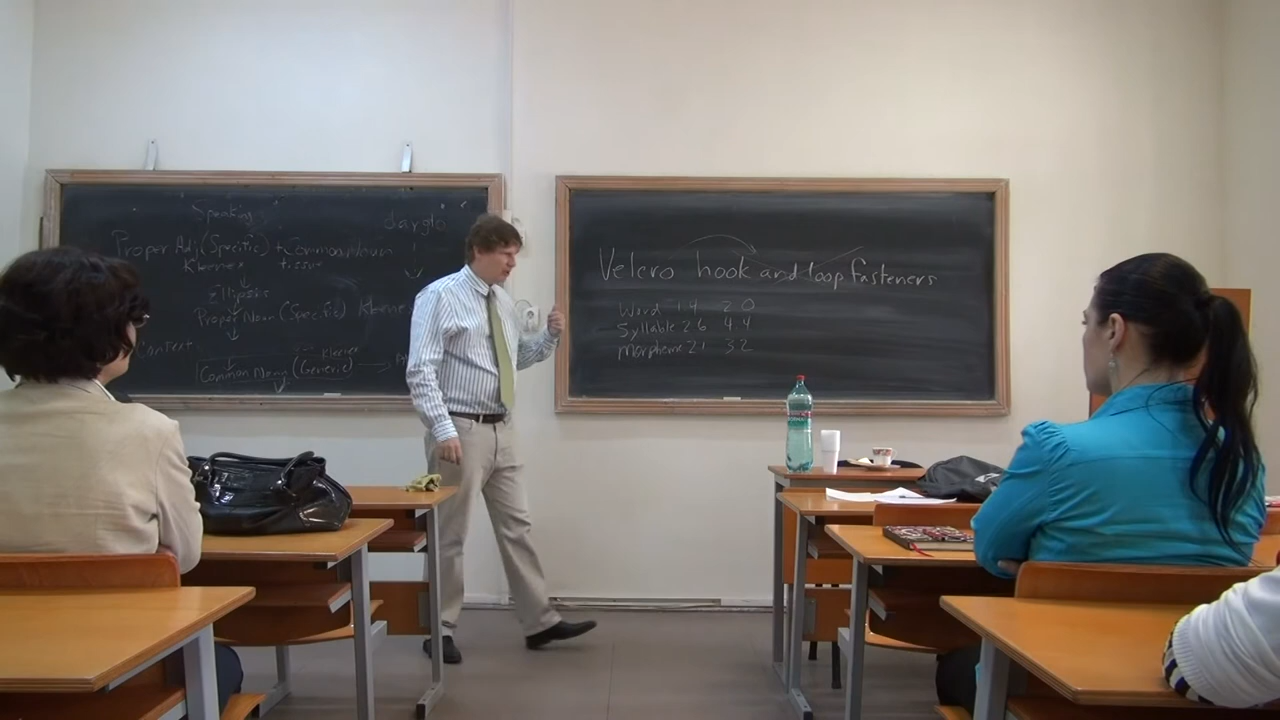 Speaking
dayglo
Proper Adj (Specific) + Common Noun
Kleenex tissue
Ellipsis
Proper Noun (Specific) Kleenex
Context
Kleenex
Common Noun (Generic)
Velcro hook and loop fasteners
Word 1 4 2 0
Syllable 2 6 4 4
Morpheme 2 1 3 2